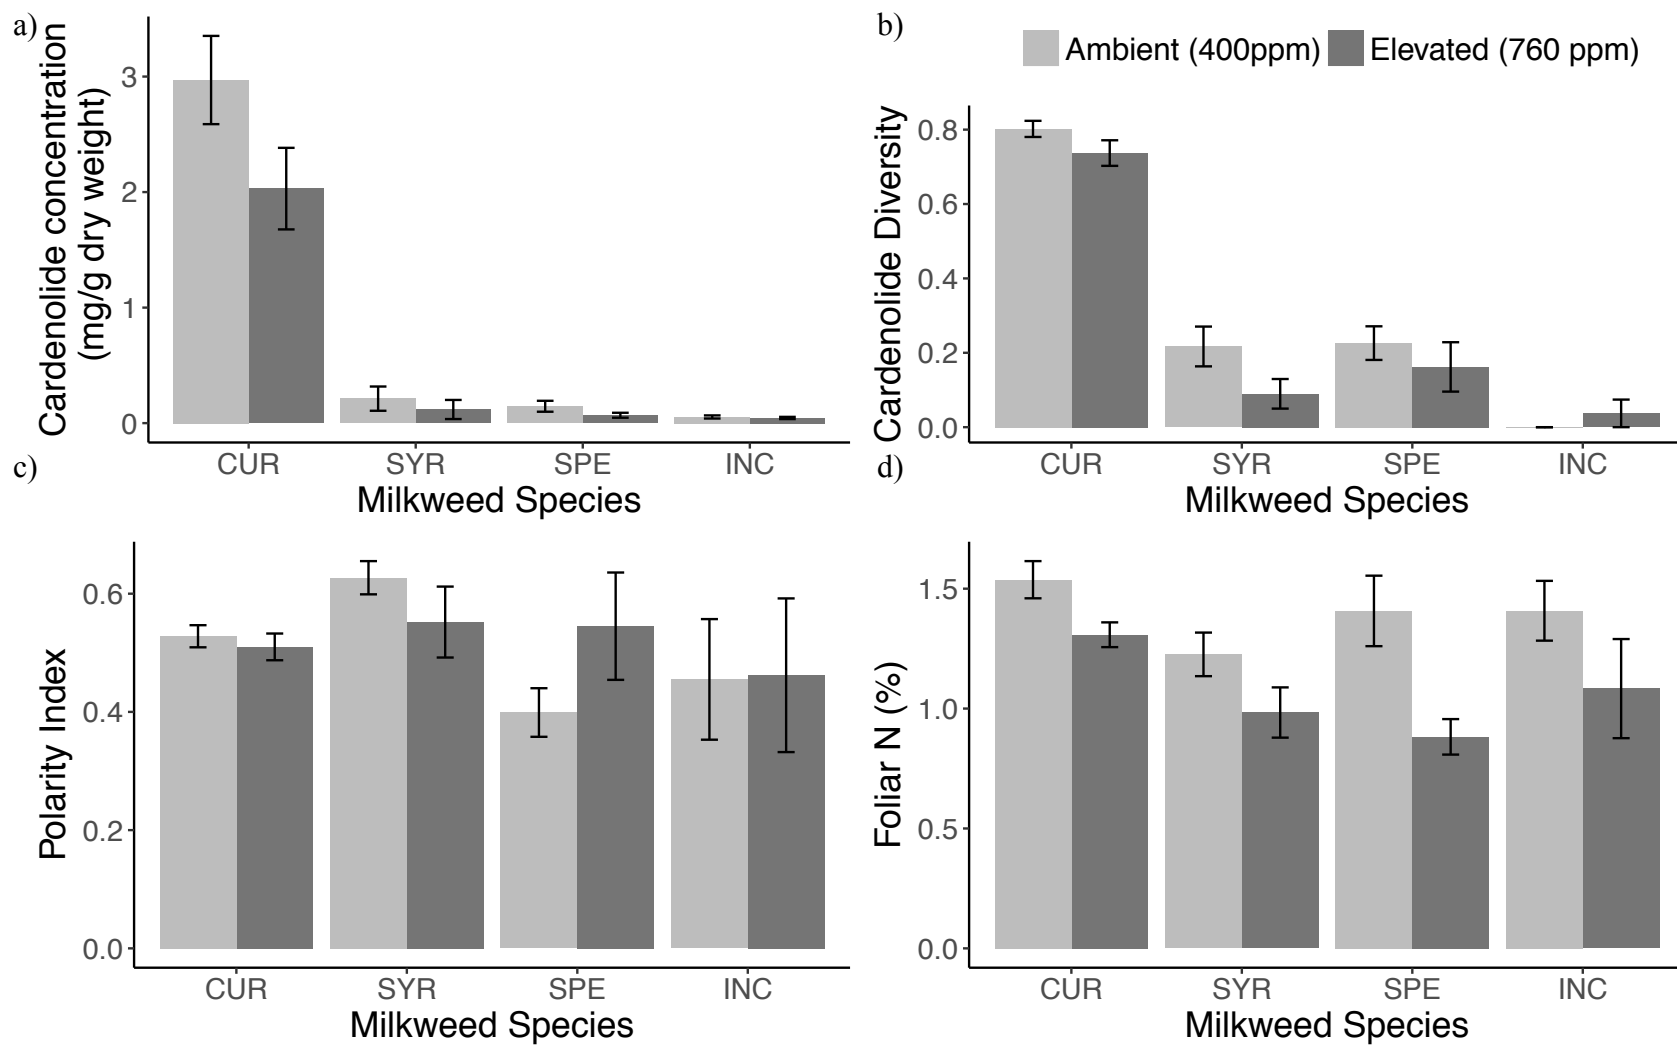 a)
Cardenolide concentration
(mg/g dry weight)
3
2
1
0
CUR SYR SPE INC
Milkweed Species
b)
Ambient (400ppm) Elevated (760 ppm)
Cardenolide Diversity
0.8
0.6
0.4
0.2
0.0
CUR SYR SPE INC
Milkweed Species
c)
Polarity Index
0.6
0.4
0.2
0.0
CUR SYR SPE INC
Milkweed Species
d)
Foliar N (%)
1.5
1.0
0.5
0.0
CUR SYR SPE INC
Milkweed Species